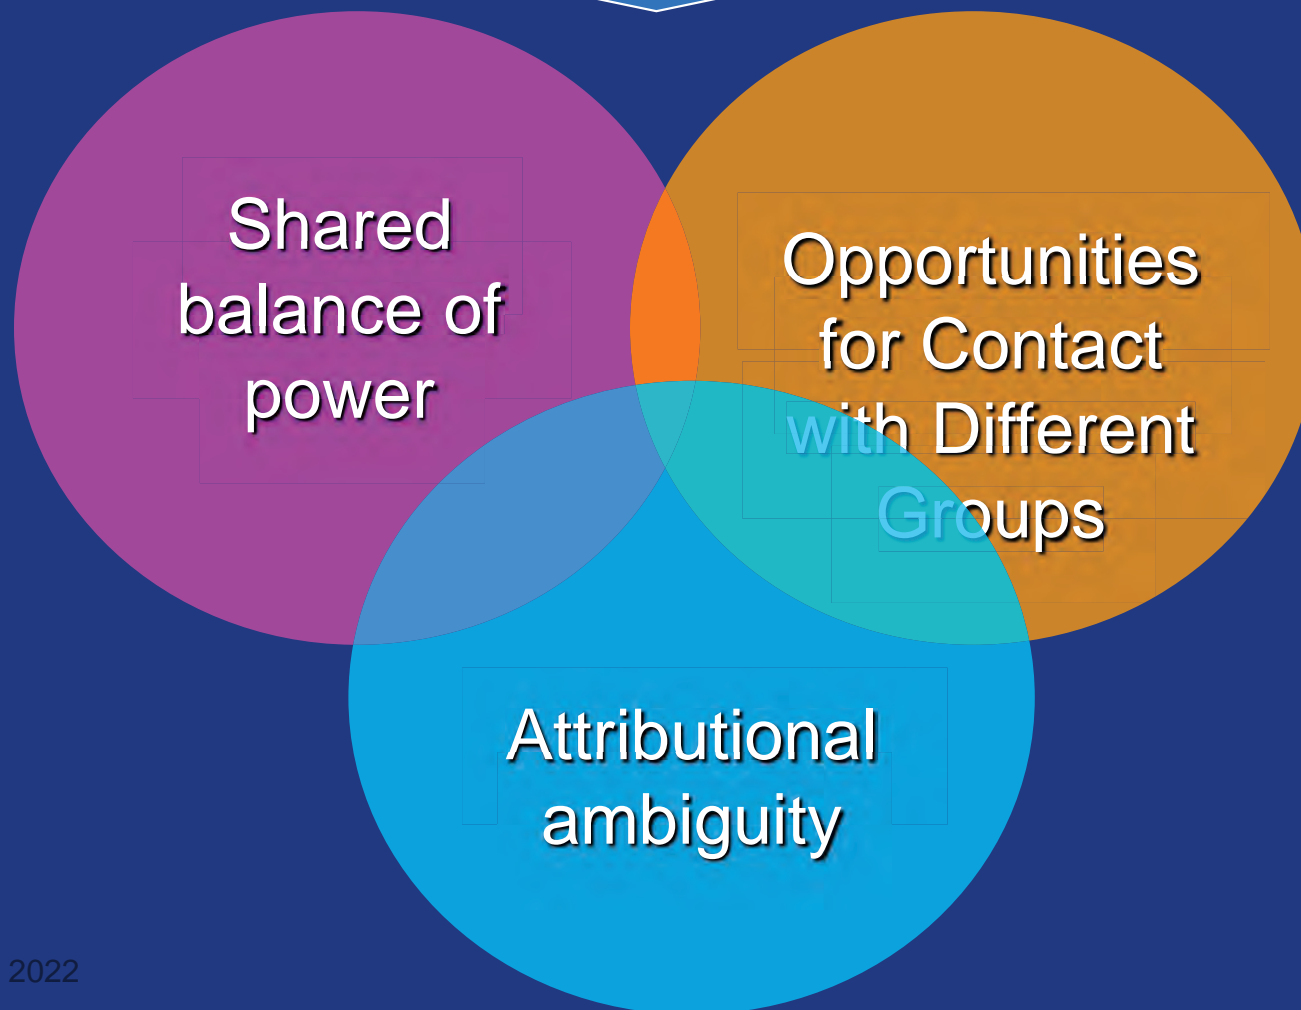 Shared
balance of
power
Opportunities
for Contact
with Different
Groups
Attributional
ambiguity
2022